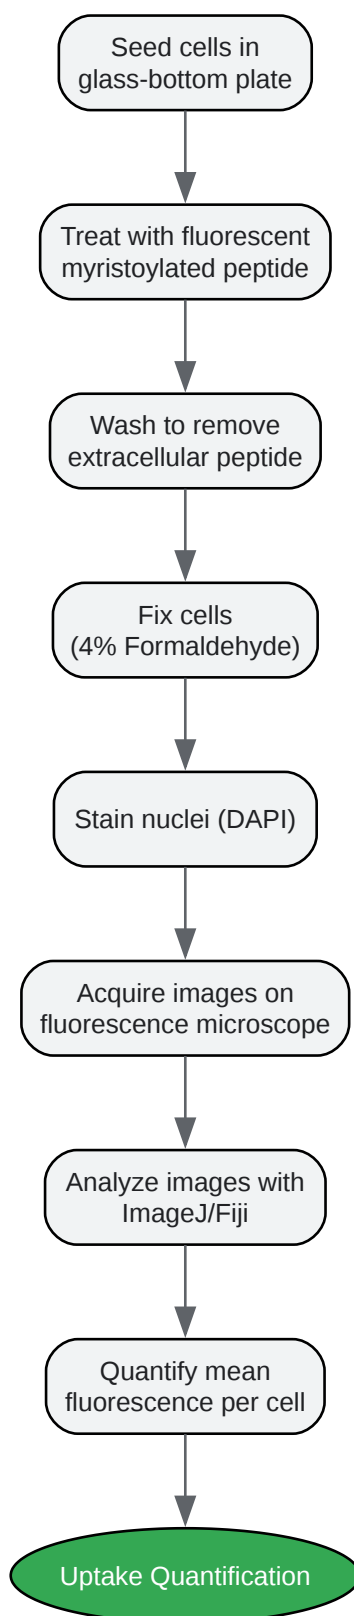 Seed cells in
glass-bottom plate
Treat with fluorescent
myristoylated peptide
Wash to remove
extracellular peptide
Fix cells
(4% Formaldehyde)
Stain nuclei (DAPI)
Acquire images on
fluorescence microscope
Analyze images with
ImageJ/Fiji
Quantify mean
fluorescence per cell
Uptake Quantification